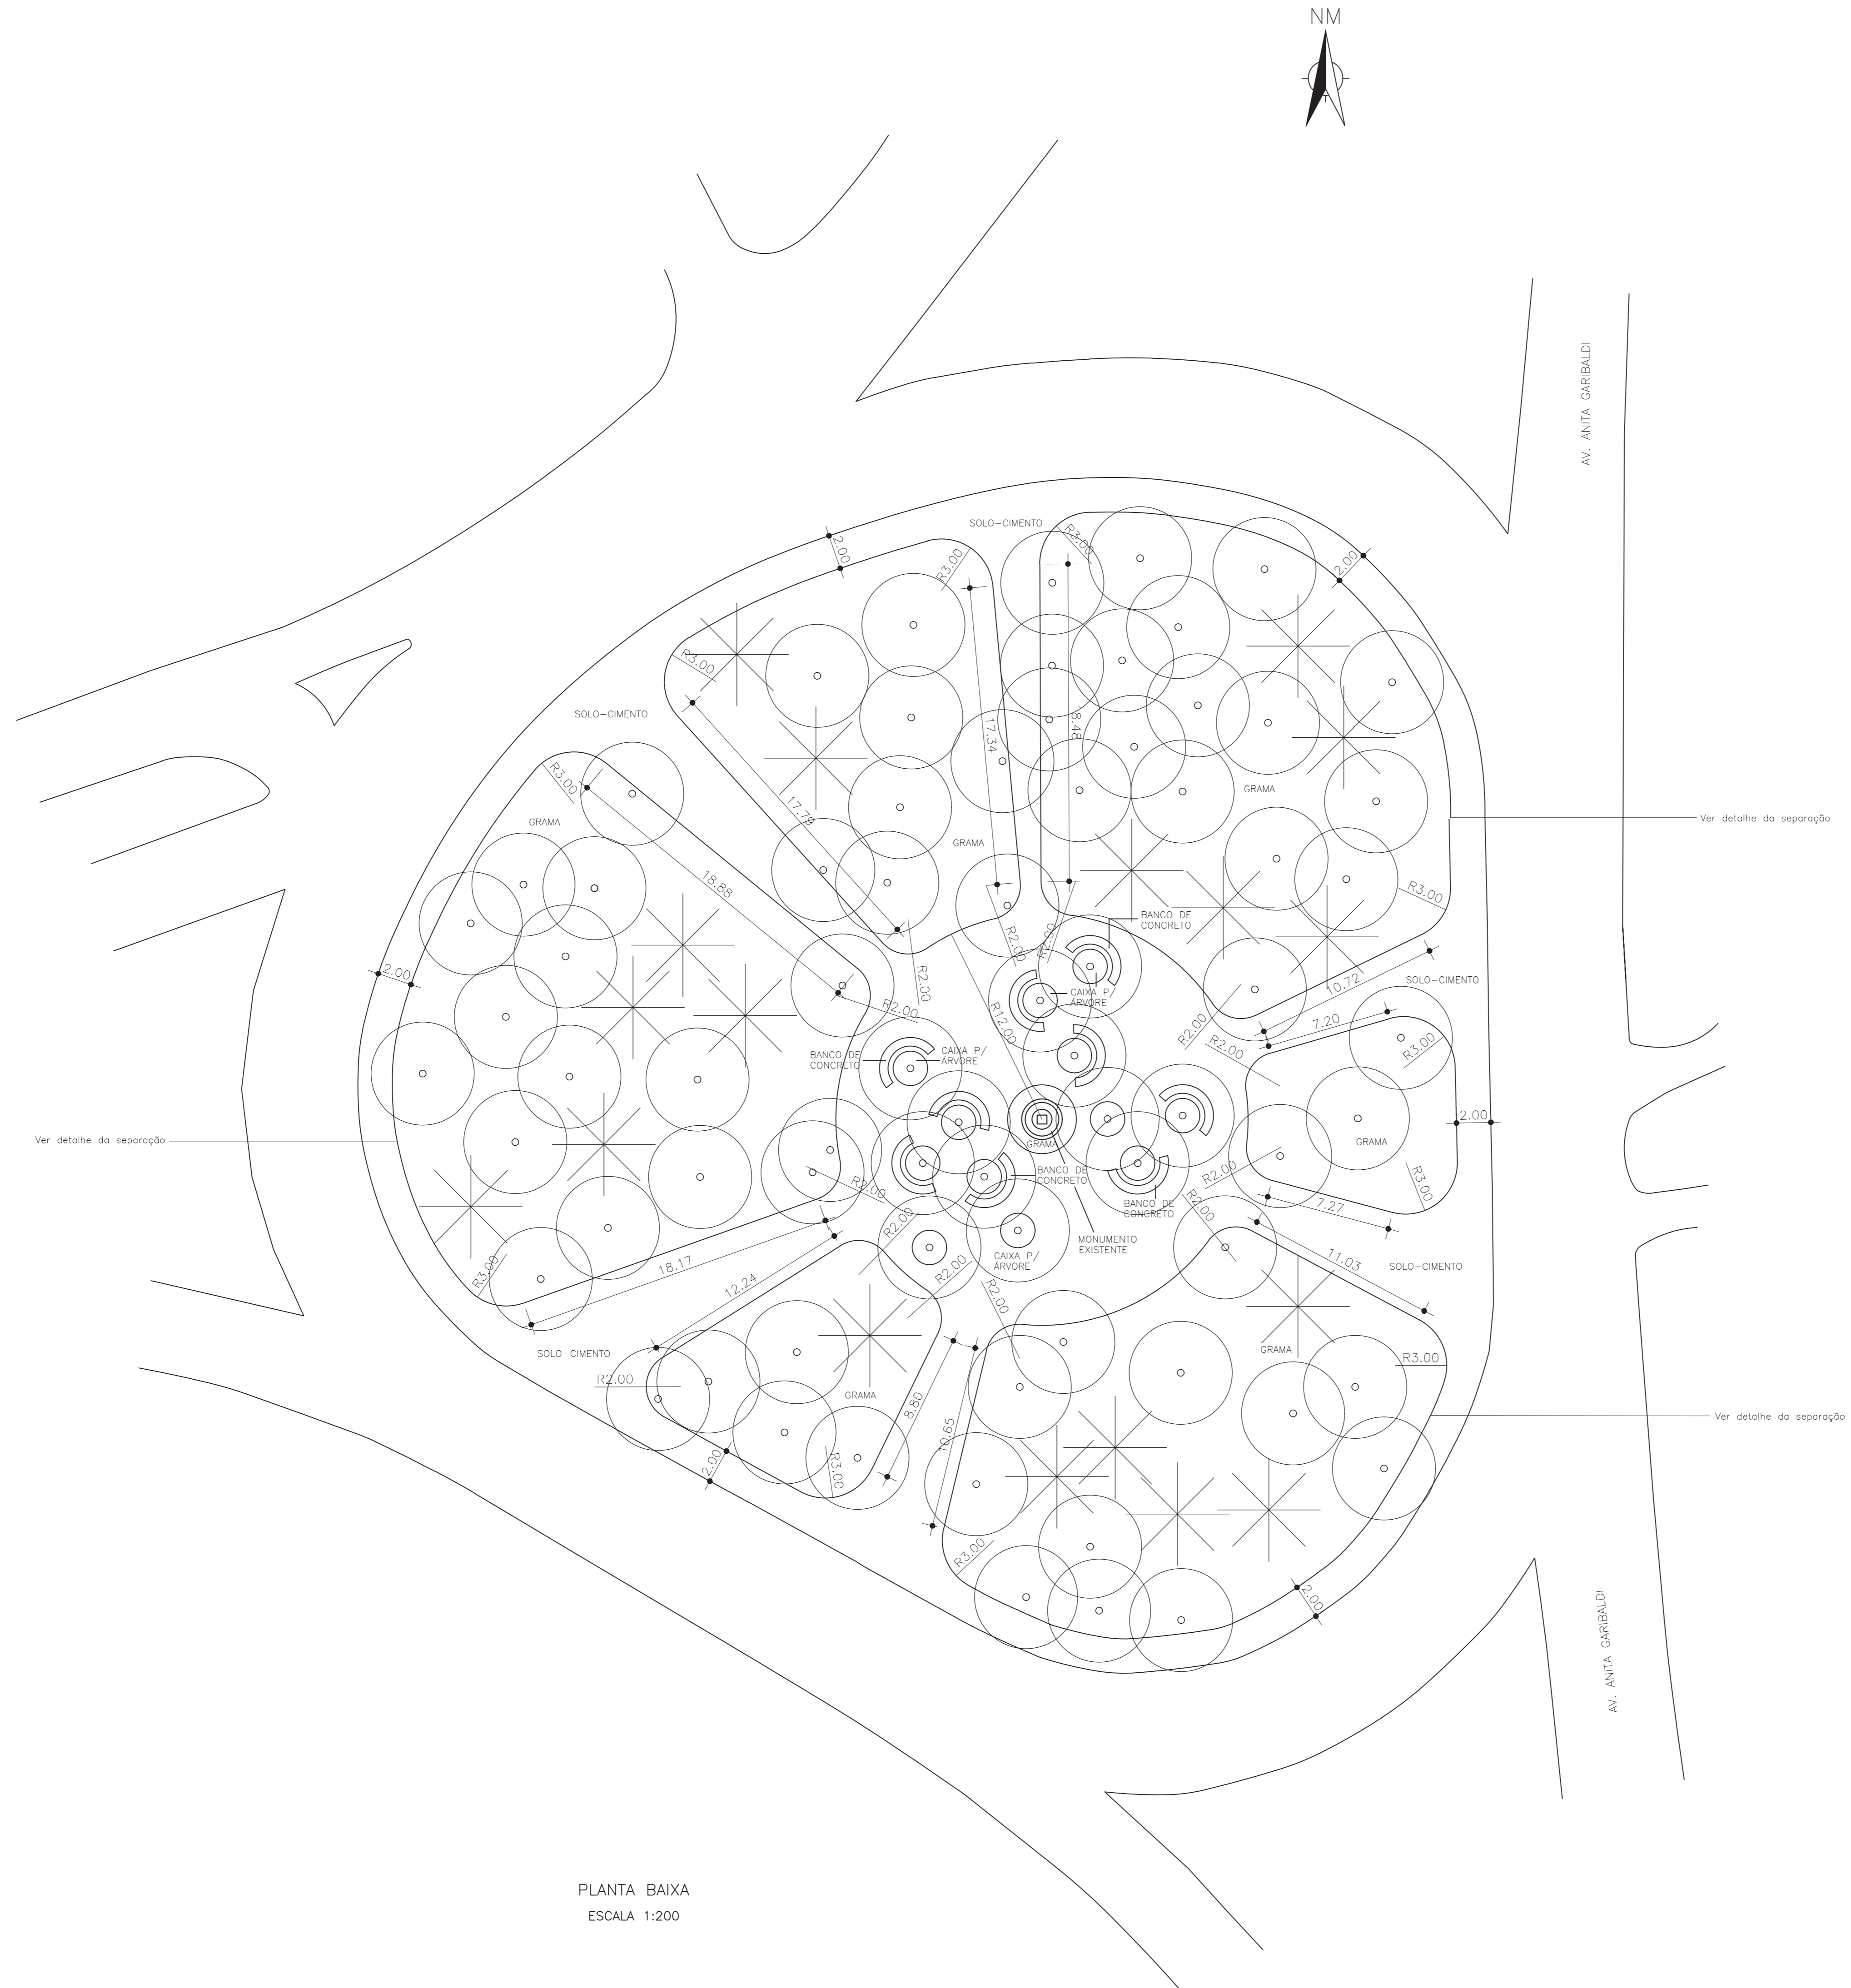 NM
AV. ANITA GARIBALDI
SOLO-CIMENTO
R3.00
2.00
R3.00
2.00
R3.00
SOLO-CIMENTO
17.34
18.48
R3.00
GRAMA
17.79
GRAMA
Ver detalhe da separação
GRAMA
18.88
R3.00
BANCO DE
CONCRETO
R2.00
R2.00
2.00
R2.00
CAIXA P/
ÁRVORE
SOLO-CIMENTO
10.72
R2.00
R12.00
7.20
R2.00
R2.00
R3.00
BANCO DE
CONCRETO
CAIXA P/
ÁRVORE
2.00
Ver detalhe da separação
GRAMA
GRAMA
R2.00
BANCO DE
CONCRETO
R2.00
R3.00
BANCO DE
CONCRETO
7.27
R2.00
R2.00
MONUMENTO
EXISTENTE
CAIXA P/
ÁRVORE
11.03
SOLO-CIMENTO
18.17
R3.00
12.24
R2.00
R2.00
SOLO-CIMENTO
GRAMA
R3.00
R2.00
GRAMA
8.80
10.65
Ver detalhe da separação
2.00
R3.00
R3.00
2.00
AV. ANITA GARIBALDI
PLANTA BAIXA
ESCALA 1:200